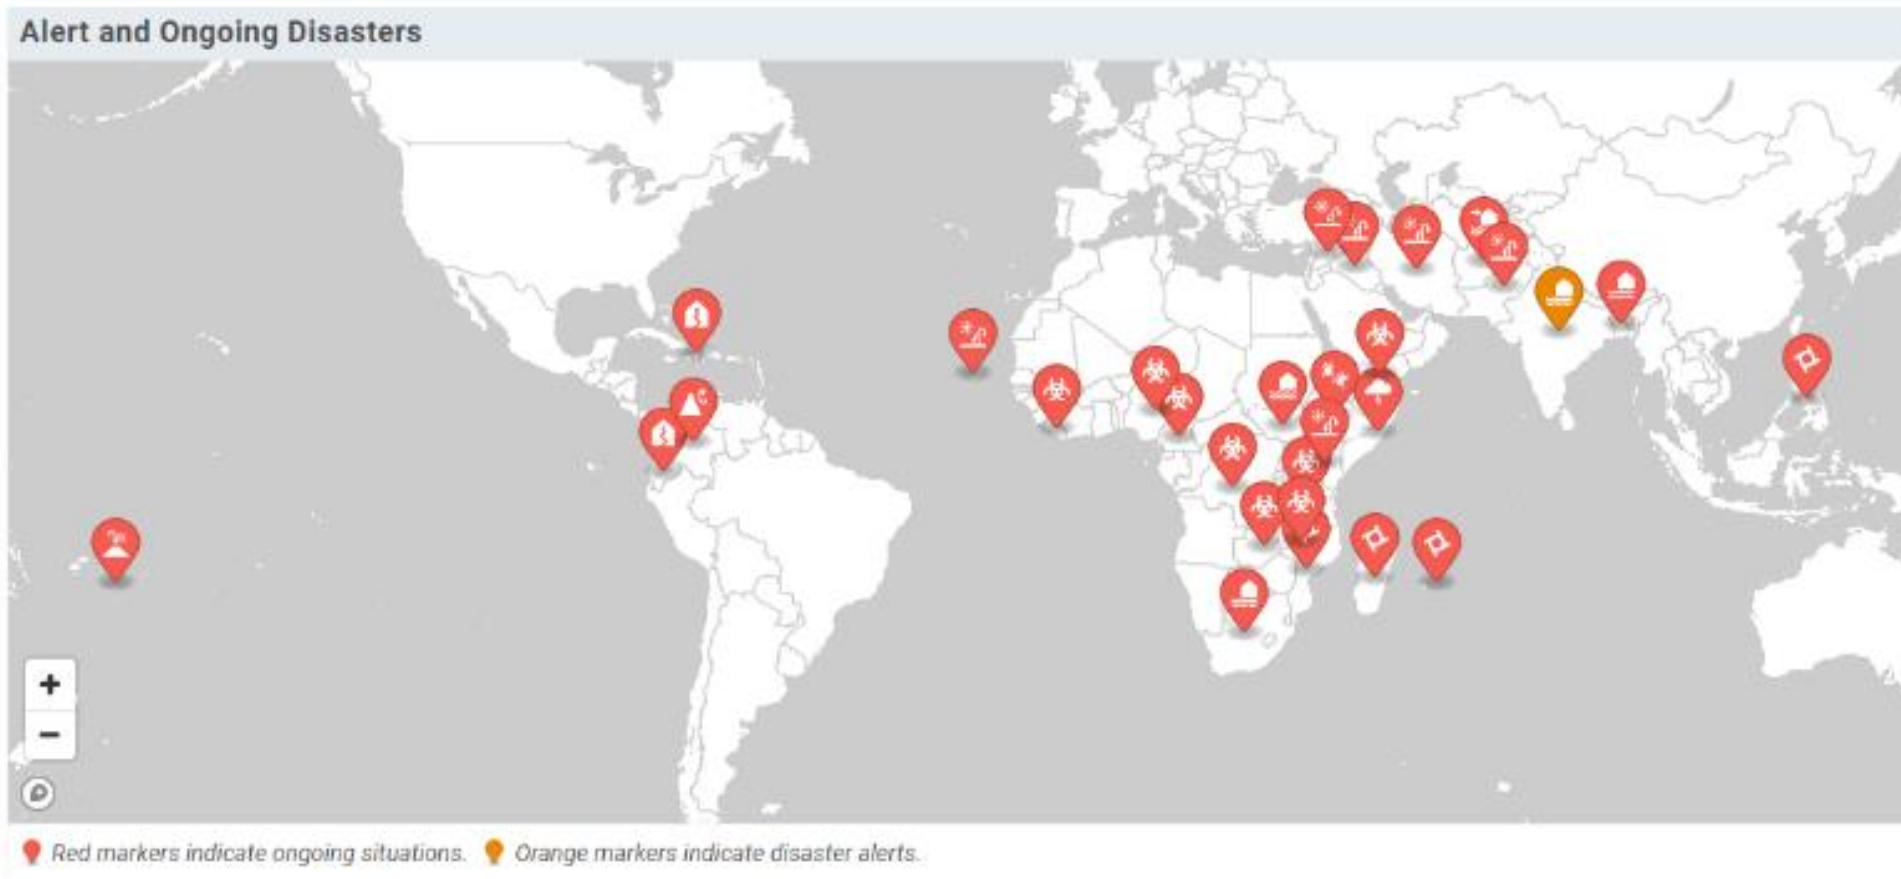 Alert and Ongoing Disasters
+
−
Red markers indicate ongoing situations. Orange markers indicate disaster alerts.